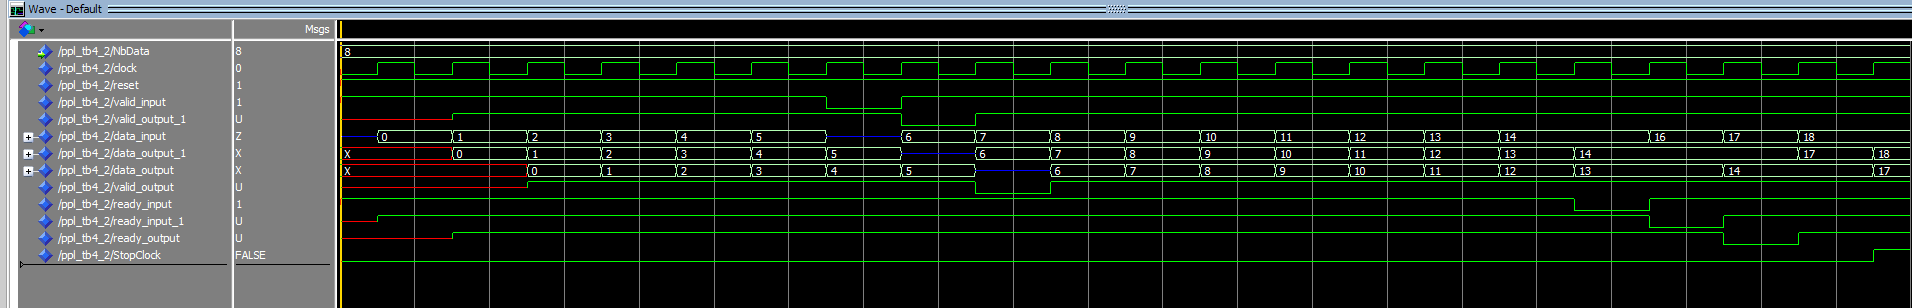 Wave - Default
Msgs
/ppl_tb4_2/NbData 8 8
/ppl_tb4_2/clock 0
/ppl_tb4_2/reset 1
/ppl_tb4_2/valid_input 1
/ppl_tb4_2/valid_output_1 U
/ppl_tb4_2/data_input Z 0 1 2 3 4 5 6 7 8 9 10 11 12 13 14 16 17 18
/ppl_tb4_2/data_output_1 X X 0 1 2 3 4 5 6 7 8 9 10 11 12 13 14 17 18
/ppl_tb4_2/data_output X X 0 1 2 3 4 5 6 7 8 9 10 11 12 13 14 17
/ppl_tb4_2/valid_output U
/ppl_tb4_2/ready_input 1
/ppl_tb4_2/ready_input_1 U
/ppl_tb4_2/ready_output U
/ppl_tb4_2/StopClock FALSE